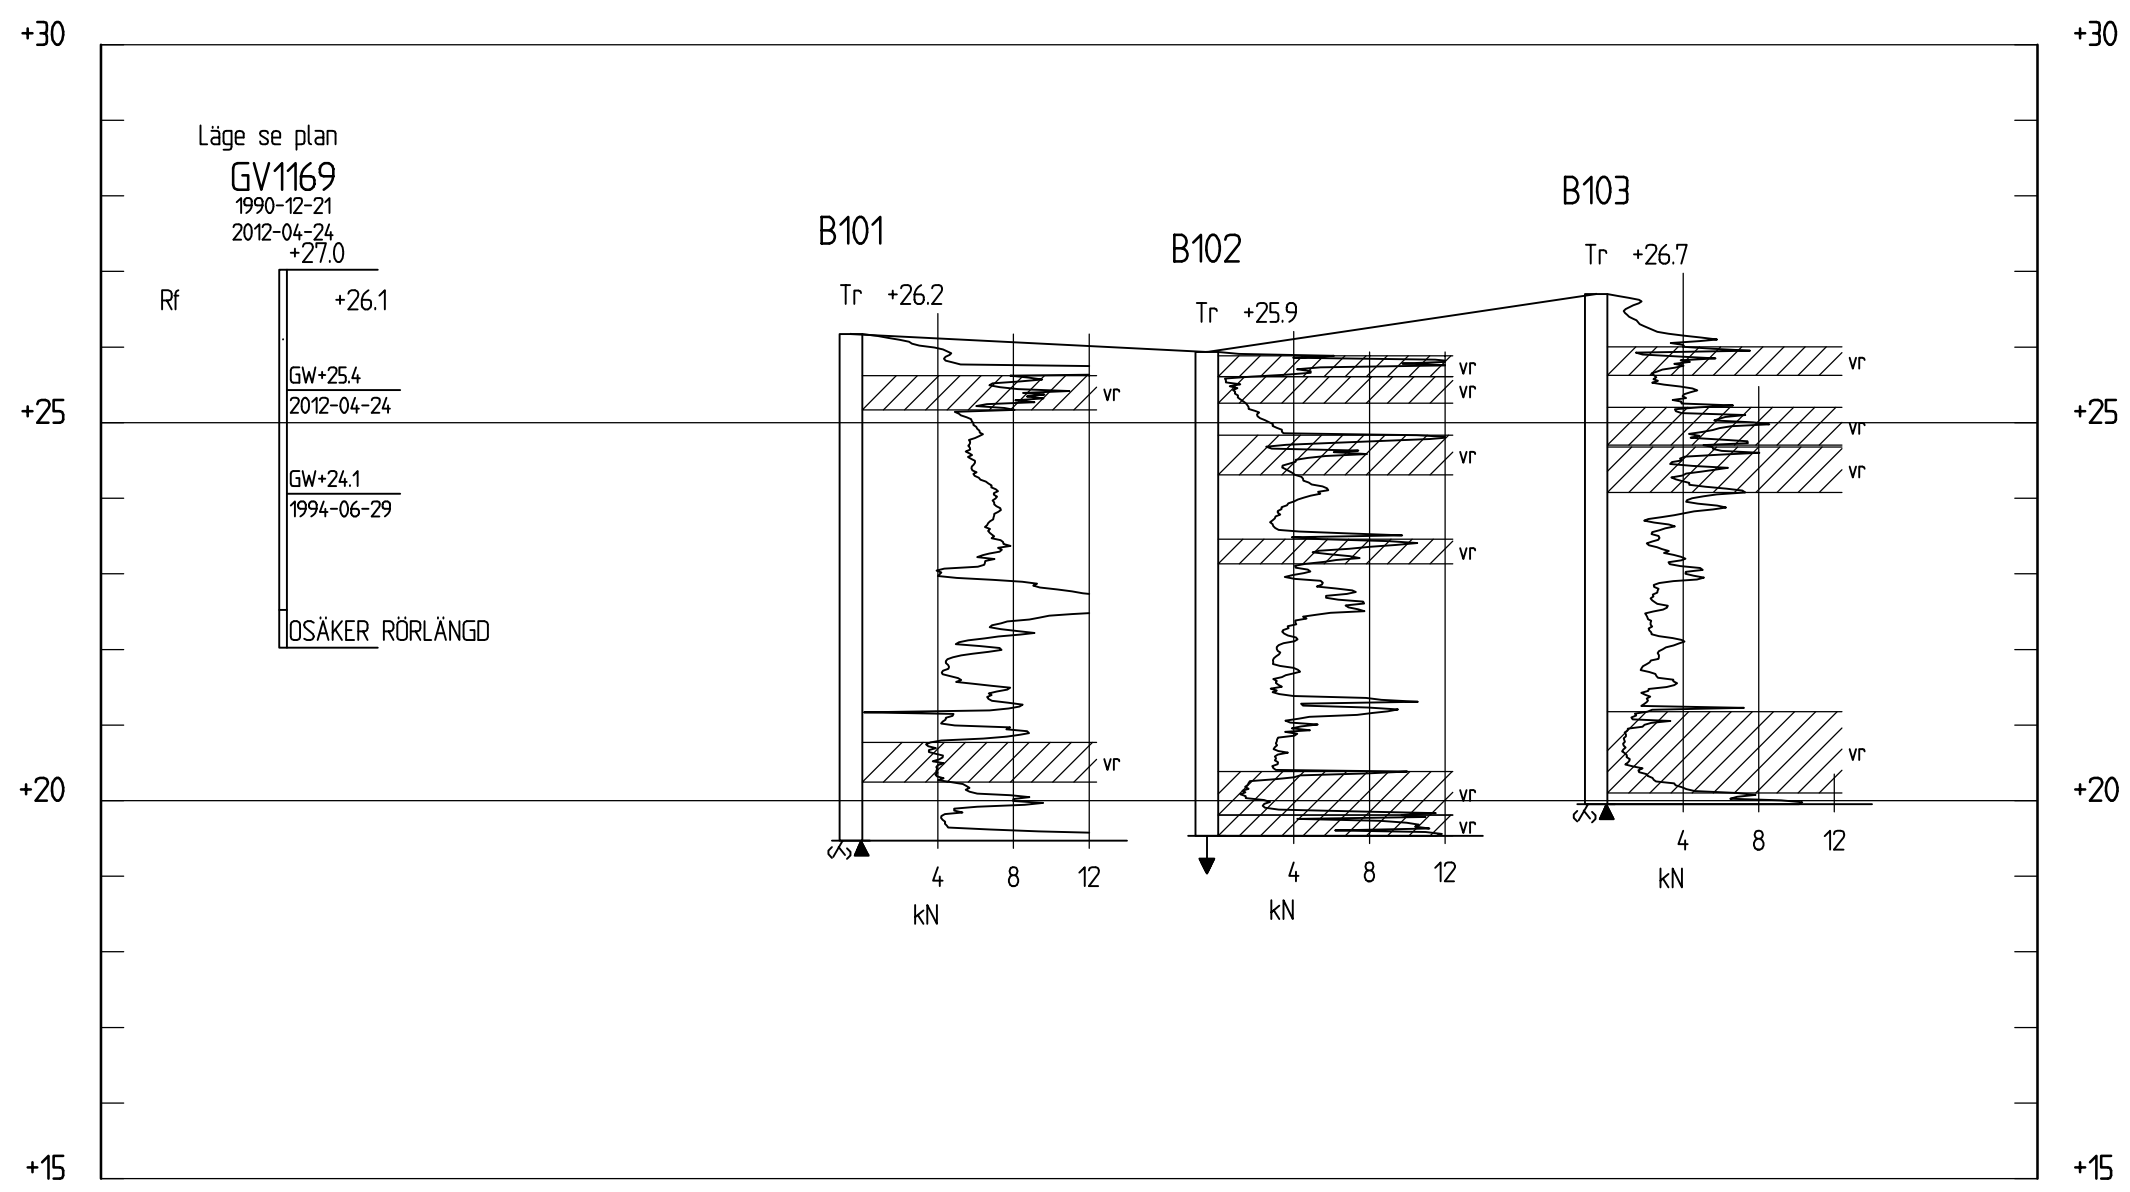 +30
+30
Läge se plan
GV1169
1990-12-21
2012-04-24
+27.0
Rf
+26.1
GW+25.4
2012-04-24
GW+24.1
1994-06-29
OSÄKER RÖRLÄNGD
B101
Tr +26.2
vr
vr
4 8 12
kN
B102
Tr +25.9
vr
vr
vr
vr
vr
vr
4 8 12
kN
B103
Tr +26.7
vr
vr
vr
vr
4 8 12
kN
+25
+25
+20
+20
+15
+15